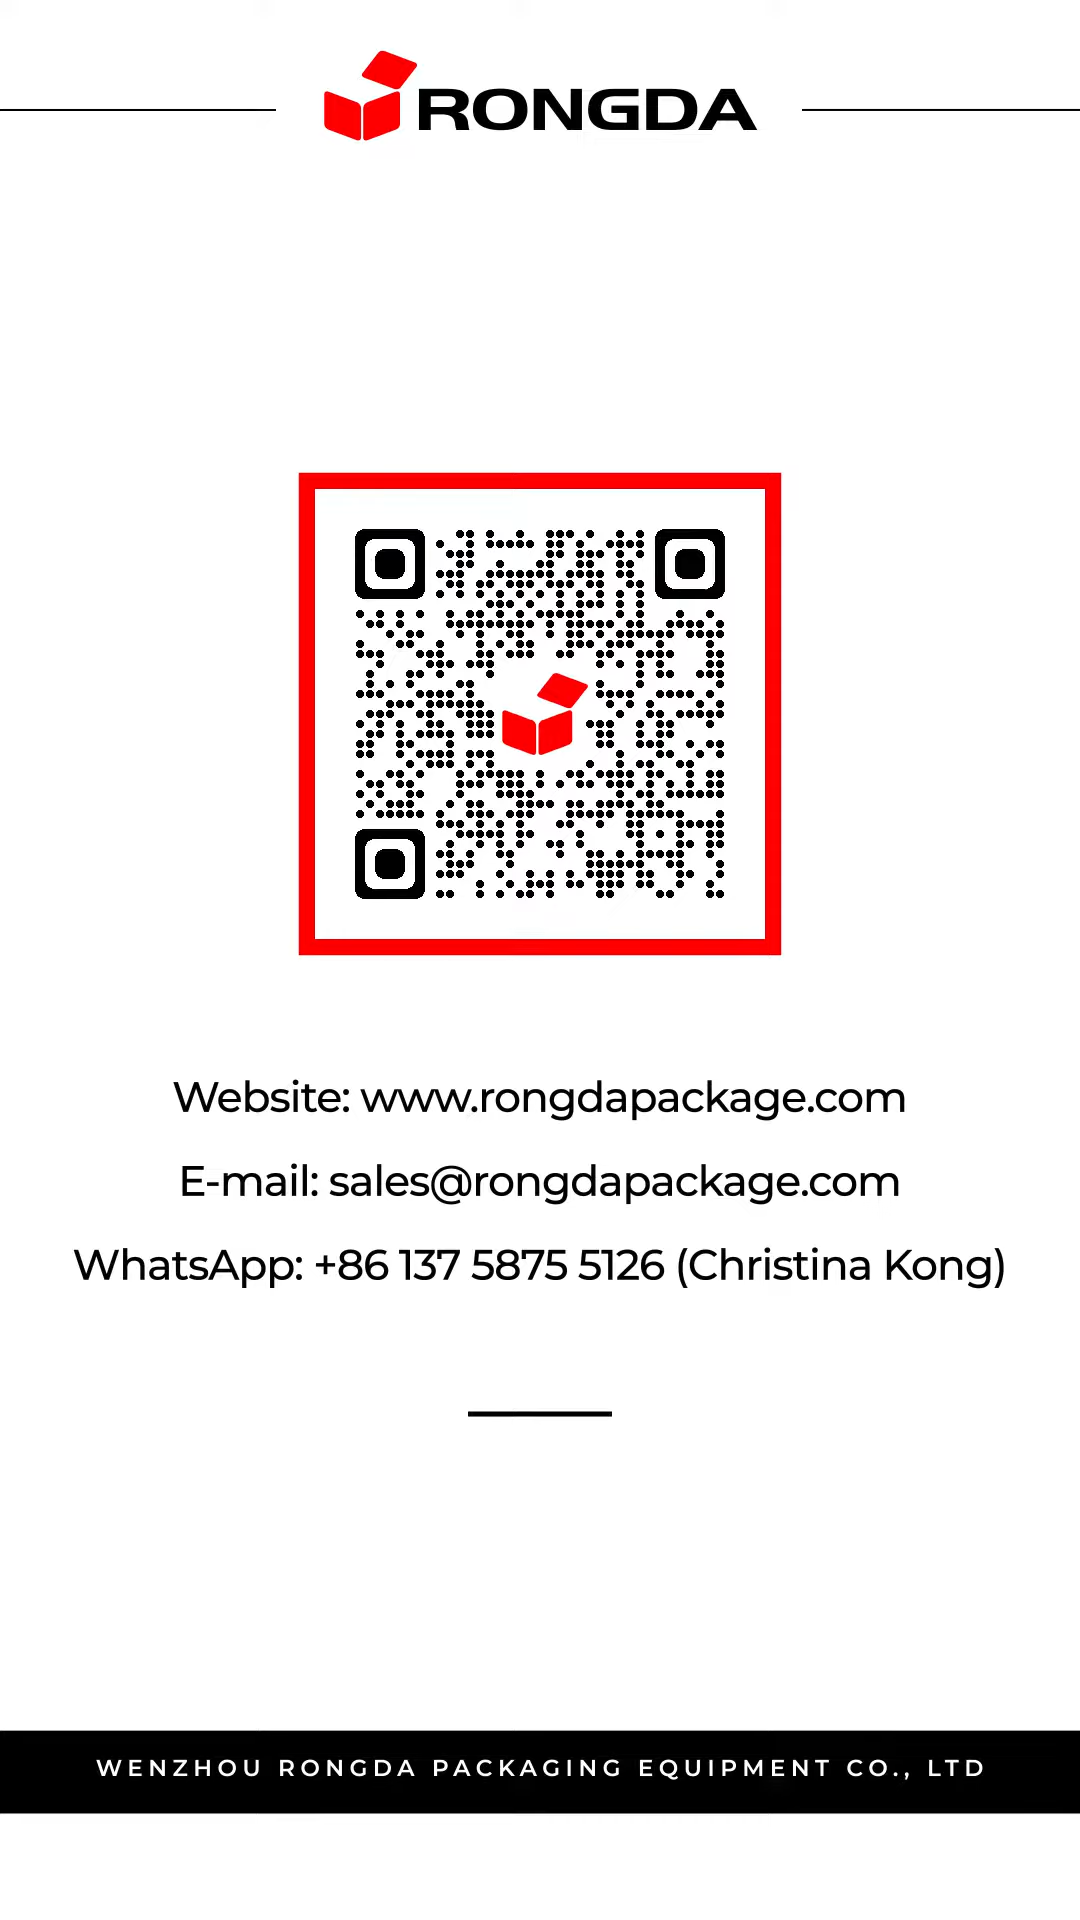 RONGDA
Website: www.rongdapackage.com
E-mail: sales@rongdapackage.com
WhatsApp: +86 137 5875 5126 (Christina Kong)
WENZHOU RONGDA PACKAGING EQUIPMENT CO., LTD